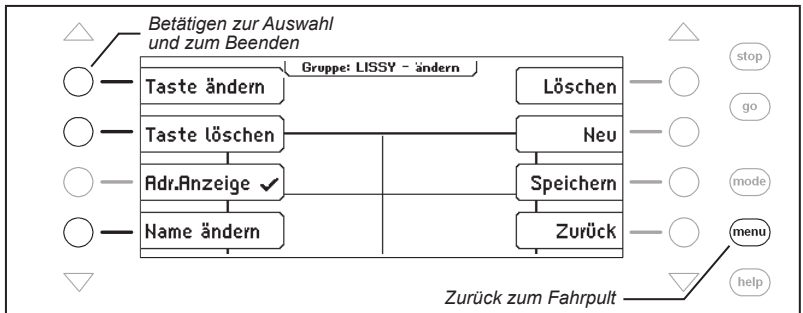 Betätigen zur Auswahl
und zum Beenden
Gruppe: LISSY - ändern
Taste ändern
Löschen
Taste löschen
Neu
Adr.Anzeige ✓
Speichern
Name ändern
Zurück
stop
go
mode
menu
help
Zurück zum Fahrpult